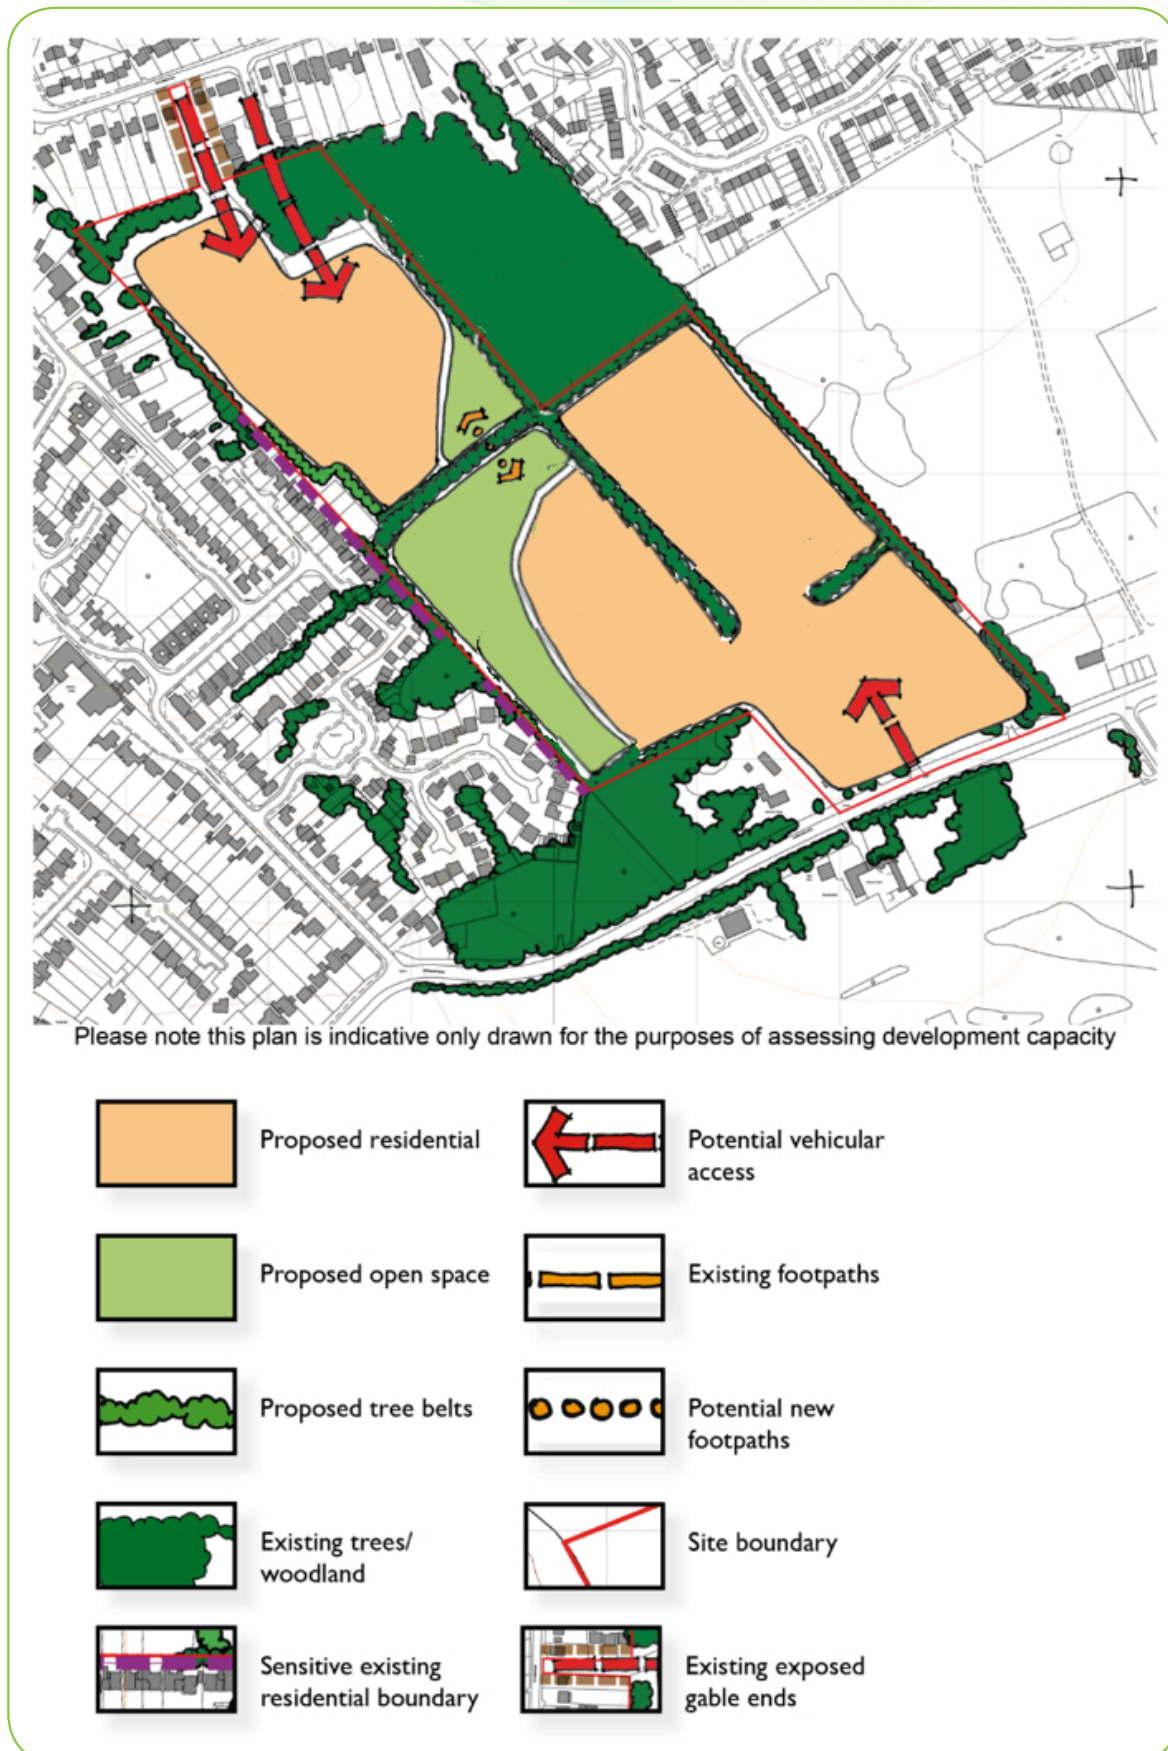 Please note this plan is indicative only drawn for the purposes of assessing development capacity
Proposed residential
Potential vehicular
access
Proposed open space
Existing footpaths
Proposed tree belts
Potential new
footpaths
Existing trees/
woodland
Site boundary
Sensitive existing
residential boundary
Existing exposed
gable ends